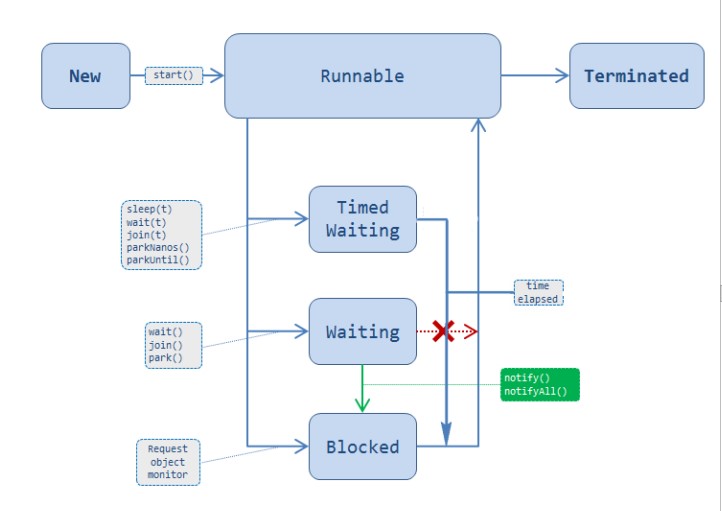 New
start()
Runnable
Terminated
sleep(t)
wait(t)
join(t)
parkNanos()
parkUntil()
Timed
Waiting
time
elapsed
wait()
join()
park()
Waiting
notify()
notifyAll()
Request
object
monitor
Blocked